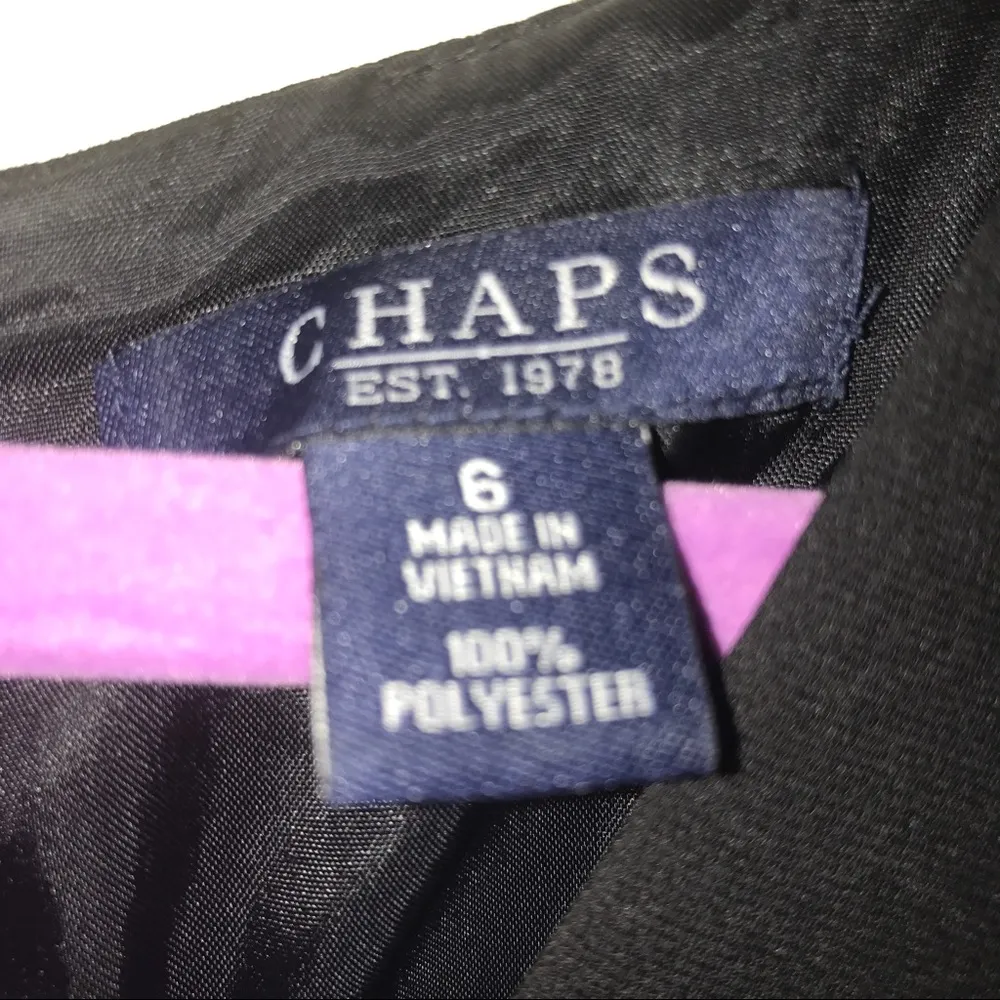 CHAPS
EST. 1978
6
MADE IN
VIETNAM
100%
POLYESTER